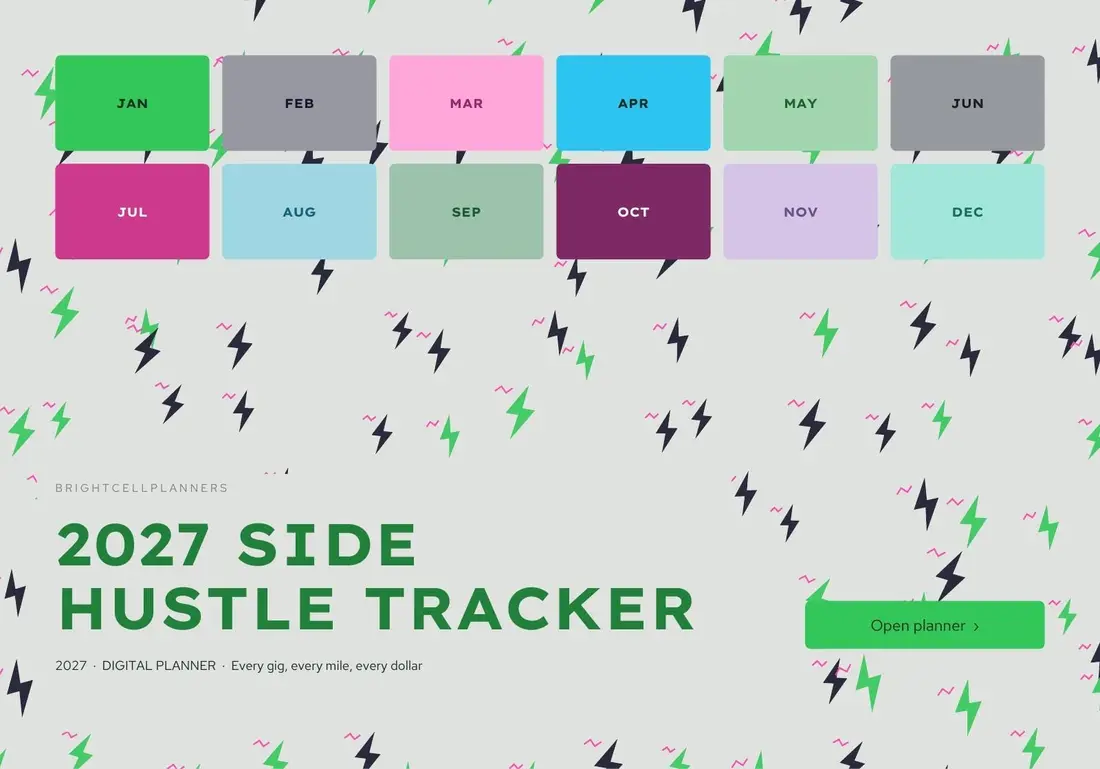 JAN FEB MAR APR MAY JUN
JUL AUG SEP OCT NOV DEC
BRIGHTCELLPLANNERS
2027 SIDE
HUSTLE TRACKER
Open planner ›
2027 · DIGITAL PLANNER · Every gig, every mile, every dollar